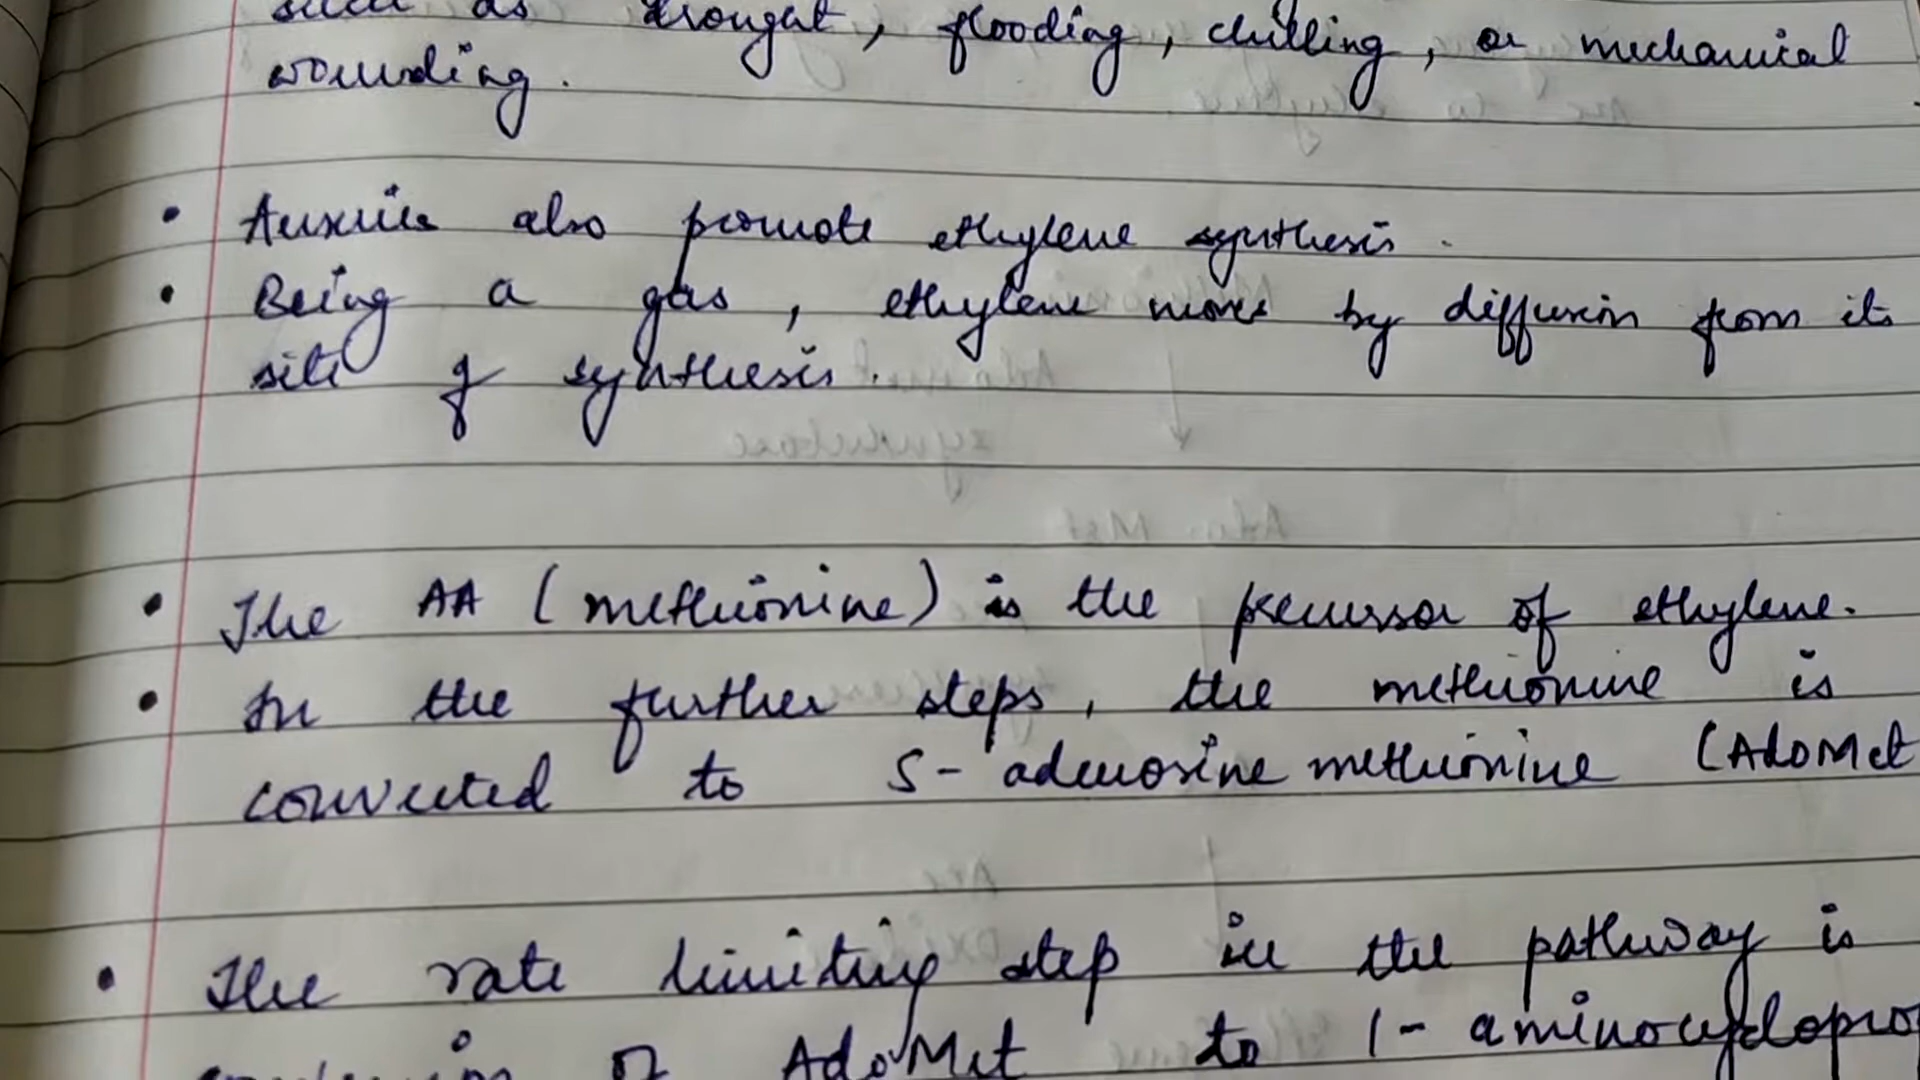 such as drought, flooding, chilling, or mechanical
wounding.
• Auxins also promote ethylene synthesis.
• Being a gas, ethylene moves by diffusion from its
site of synthesis.
• The AA (methionine) is the precursor of ethylene.
• In the further steps, the methionine is
converted to S-adenosine methionine (AdoMet
• The rate limiting step in the pathway is
conversion of AdoMet to 1-aminocyclopro